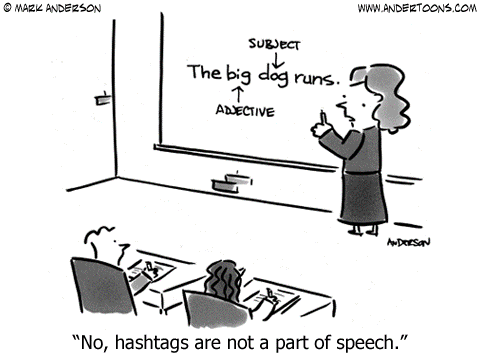 © MARK ANDERSON WWW.ANDERTOONS.COM
SUBJECT
The big dog runs.
ADJECTIVE
ANDERSON
“No, hashtags are not a part of speech.”